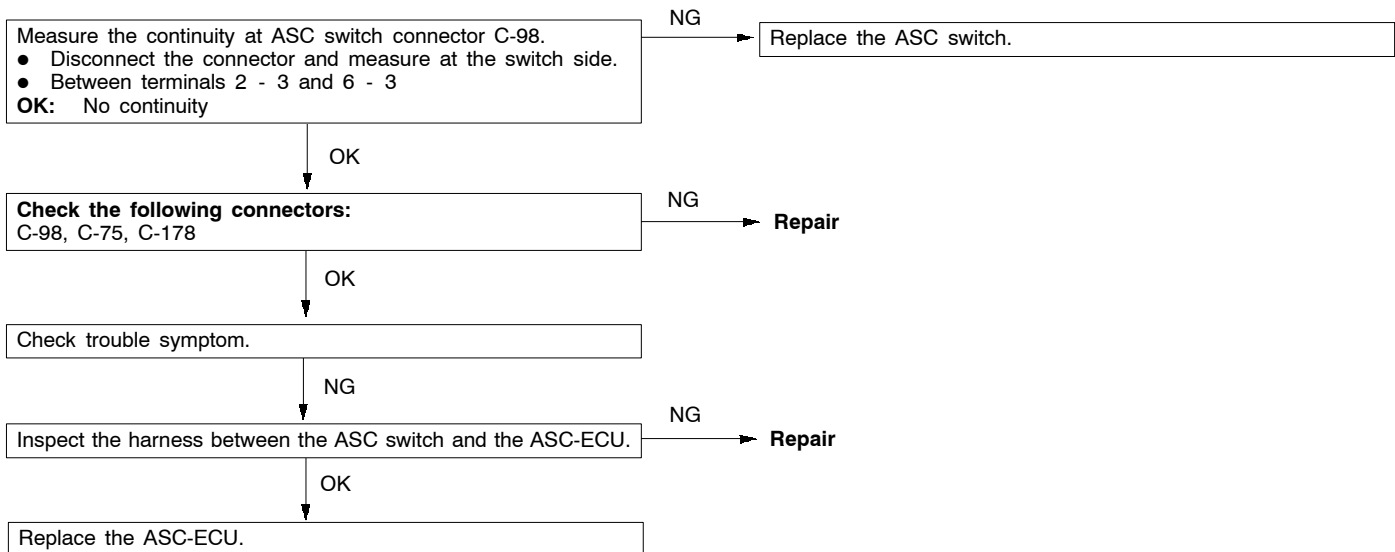 Measure the continuity at ASC switch connector C-98.
● Disconnect the connector and measure at the switch side.
● Between terminals 2 - 3 and 6 - 3
OK: No continuity
NG
Replace the ASC switch.
OK
Check the following connectors:
C-98, C-75, C-178
NG
Repair
OK
Check trouble symptom.
NG
Inspect the harness between the ASC switch and the ASC-ECU.
NG
Repair
OK
Replace the ASC-ECU.